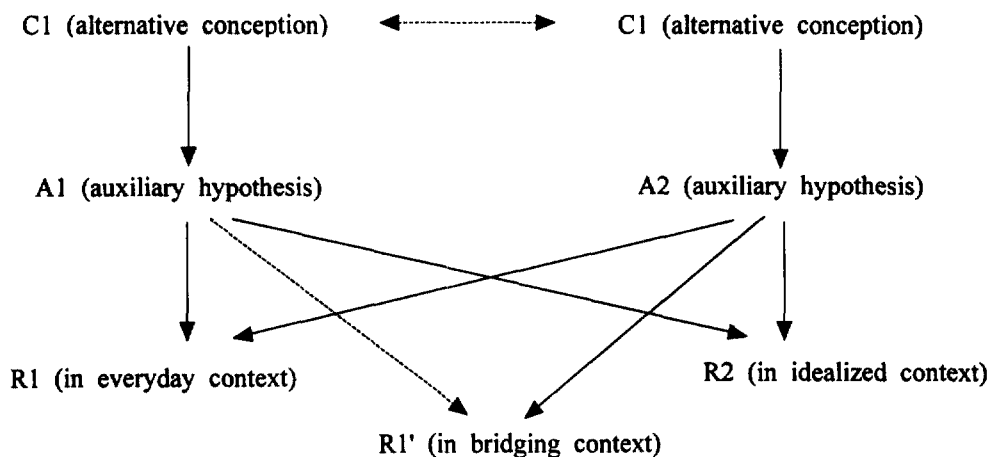 C1 (alternative conception) C1 (alternative conception)
A1 (auxiliary hypothesis) A2 (auxiliary hypothesis)
R1 (in everyday context) R2 (in idealized context)
R1' (in bridging context)